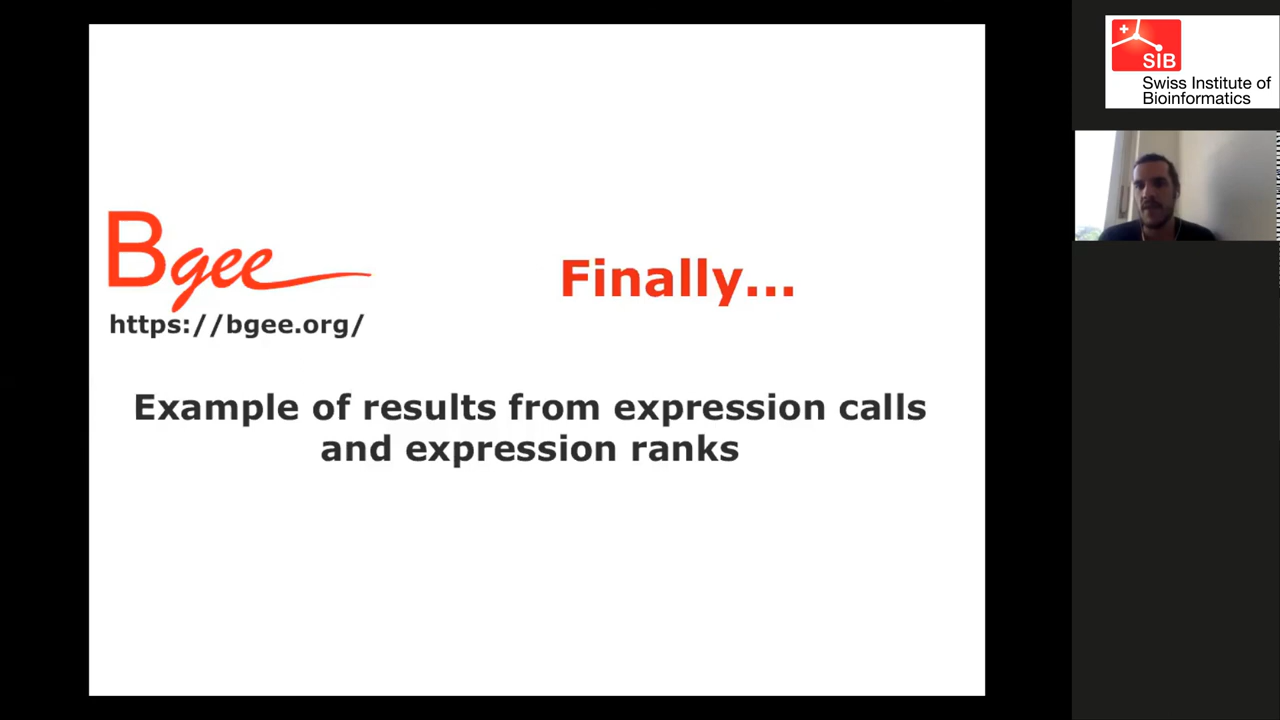 Bgee
https://bgee.org/
Finally...
Example of results from expression calls
and expression ranks
SIB
Swiss Institute of
Bioinformatics